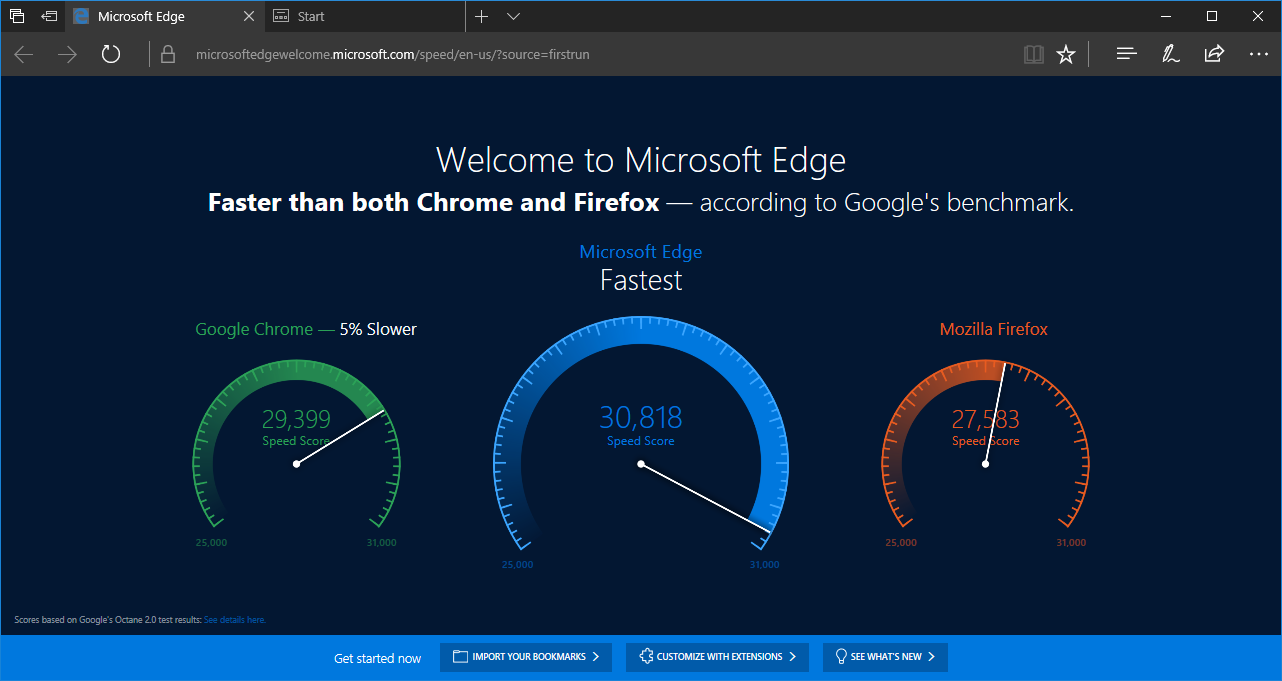 Microsoft Edge
Start
microsoftedgewelcome.microsoft.com/speed/en-us/?source=firstrun
Welcome to Microsoft Edge
Faster than both Chrome and Firefox — according to Google's benchmark.
Microsoft Edge
Fastest
Google Chrome — 5% Slower
Mozilla Firefox
29,399
Speed Score
30,818
Speed Score
27,583
Speed Score
25,000
31,000
25,000
31,000
25,000
31,000
Scores based on Google's Octane 2.0 test results: See details here.
Get started now
IMPORT YOUR BOOKMARKS
CUSTOMIZE WITH EXTENSIONS
SEE WHAT'S NEW